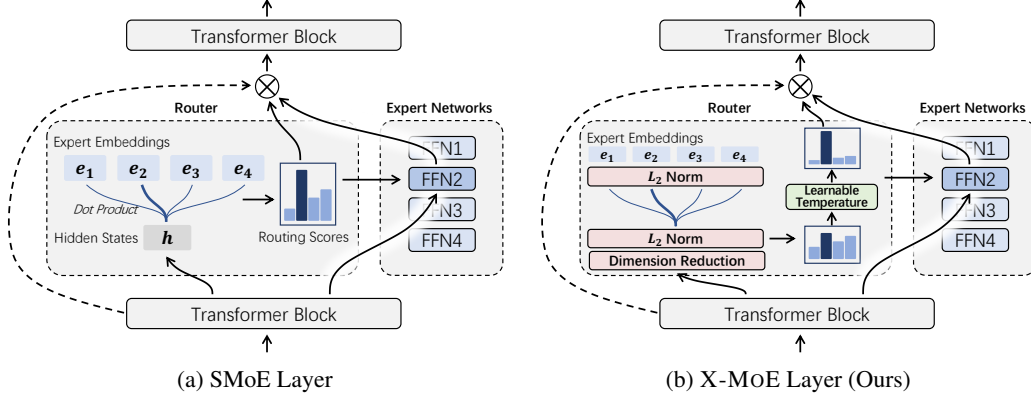 Transformer Block
Router
Expert Networks
Expert Embeddings
e1 e2 e3 e4
Dot Product
Hidden States
h
Routing Scores
FFN1
FFN2
FFN3
FFN4
Transformer Block
(a) SMoE Layer
Transformer Block
Router
Expert Networks
Expert Embeddings
e1 e2 e3 e4
L2 Norm
Learnable
Temperature
L2 Norm
Dimension Reduction
FFN1
FFN2
FFN3
FFN4
Transformer Block
(b) X-MOE Layer (Ours)